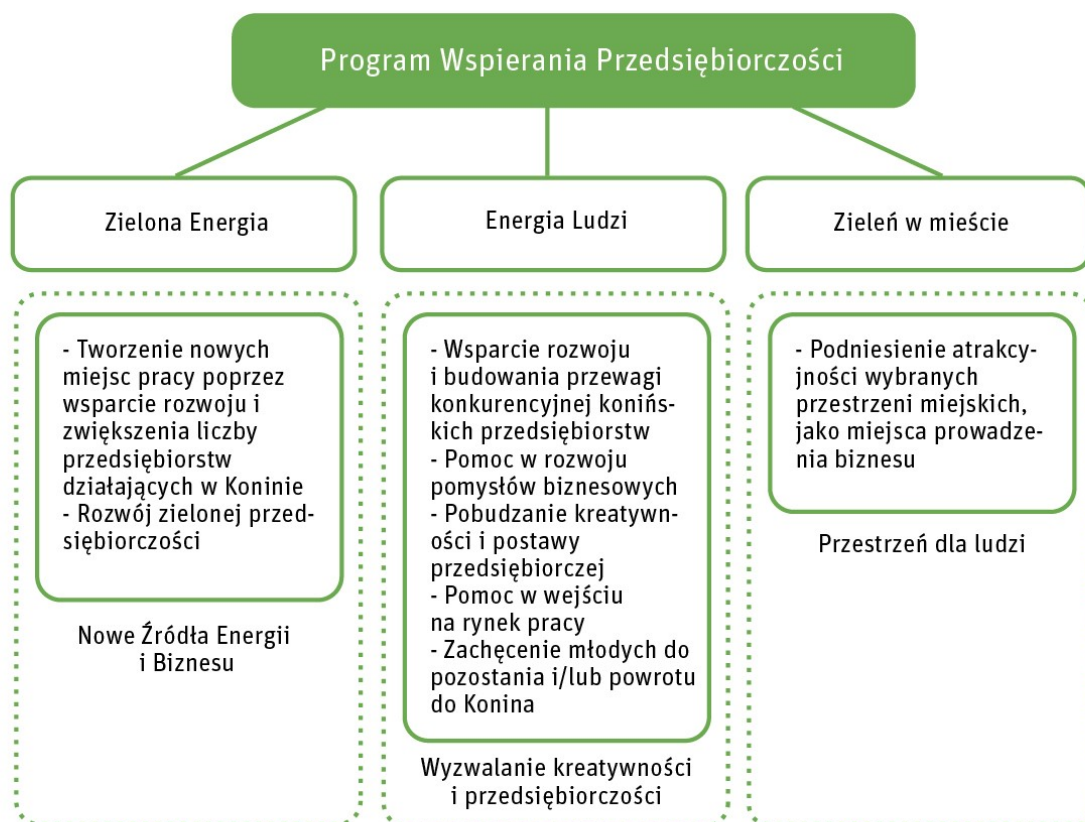 Program Wspierania Przedsiębiorczości
Zielona Energia
- Tworzenie nowych
miejsc pracy poprzez
wsparcie rozwoju i
zwiększenia liczby
przedsiębiorstw
działających w Koninie
- Rozwój zielonej przed-
siębiorczości
Nowe Źródła Energii
i Biznesu
Energia Ludzi
- Wsparcie rozwoju
i budowania przewagi
konkurencyjnej konińs-
kich przedsiębiorstw
- Pomoc w rozwoju
pomysłów biznesowych
- Pobudzanie kreatywn-
ości i postawy
przedsiębiorczej
- Pomoc w wejściu
na rynek pracy
- Zachęcenie młodych do
pozostania i/lub powrotu
do Konina
Wyzwalanie kreatywności
i przedsiębiorczości
Zieleń w mieście
- Podniesienie atrakcy-
jności wybranych
przestrzeni miejskich,
jako miejsca prowadze-
nia biznesu
Przestrzeń dla ludzi